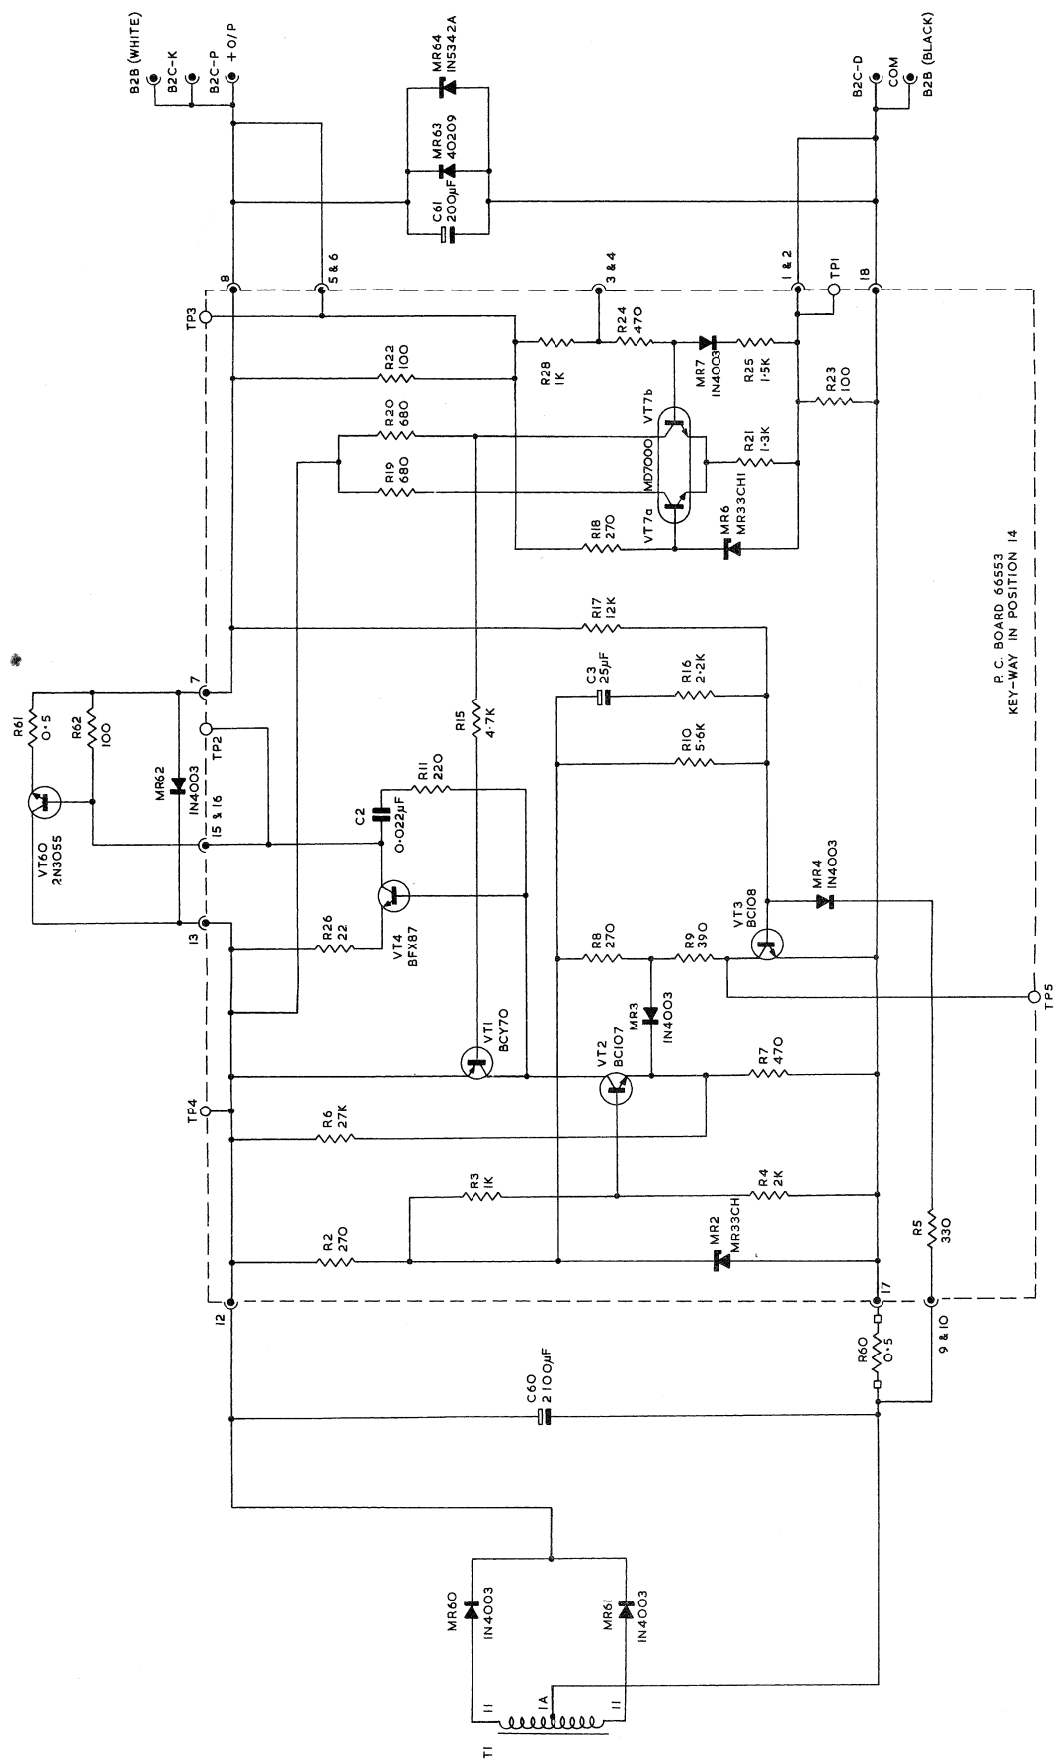 B2B (WHITE)
B2C-K
B2C-P
+O/P
MR64
IN5342A
MR63
40209
C61
200µF
B2C-D
COM
B2B (BLACK)
8
5 & 6
3 & 4
1 & 2
TP1
18
TP3
R22
100
R20
680
R19
680
R28
1K
R24
470
MR7
IN4003
R25
1·5K
R23
100
VT7b
MD7000
VT7a
R21
1·3K
R18
270
MR6
MR33CH1
R17
12K
P.C. BOARD 66553
KEY-WAY IN POSITION 14
R61
0·5
R62
100
7
TP2
MR62
IN4003
15 & 16
VT60
2N3055
13
R15
4·7K
R11
220
C2
0·022µF
R26
22
VT4
BFX87
C3
25µF
R16
2·2K
R10
5·6K
MR4
IN4003
VT3
BC108
R8
270
R9
390
MR3
IN4003
TP5
VT1
BCY70
VT2
BC107
R7
470
TP4
R6
27K
R3
1K
R4
2K
R2
270
MR2
MR33CH
R5
330
12
17
9 & 10
R60
0·5
C60
2100µF
MR60
IN4003
MR61
IN4003
11
1A
11
T1